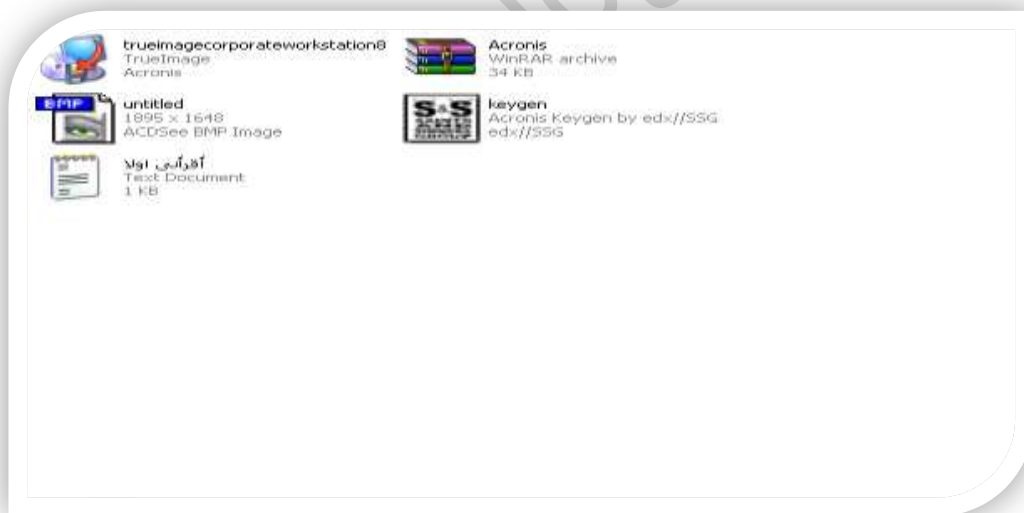 trueimagecorporateworkstation8
TrueImage
Acronis
Acronis
WinRAR archive
34 KB
BMP
untitled
1895 x 1648
ACDSee BMP Image
S&S
keygen
Acronis Keygen by edx//SSG
edx//SSG
أقرأني اولا
Text Document
1 KB